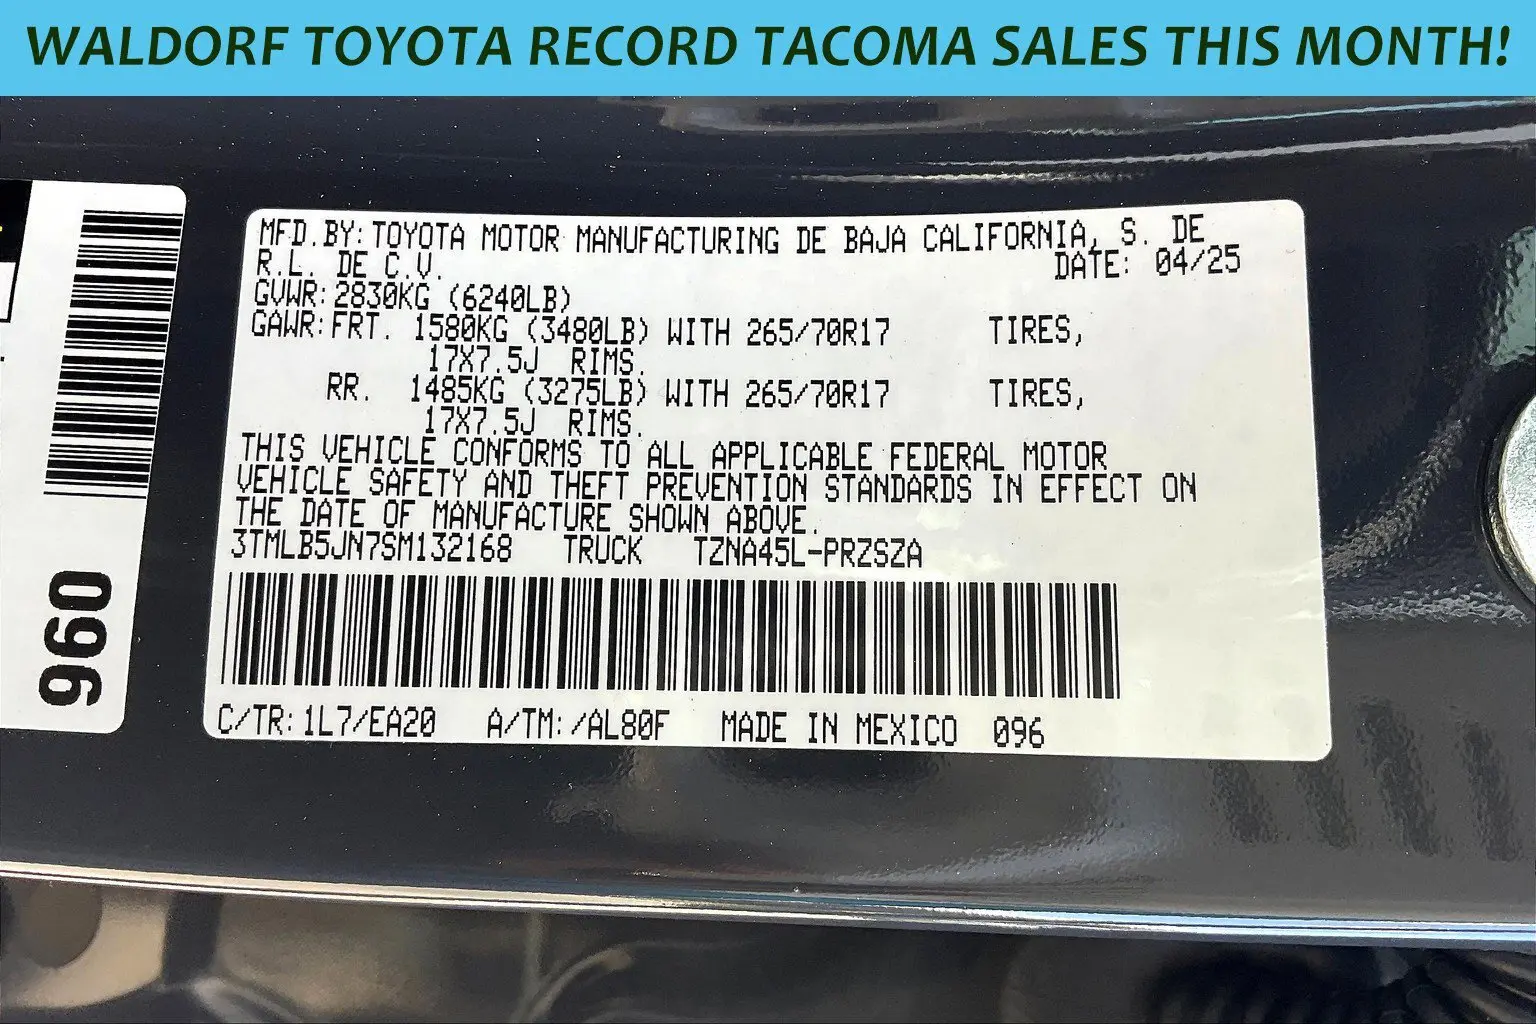 WALDORF TOYOTA RECORD TACOMA SALES THIS MONTH!
MFD.BY:TOYOTA MOTOR MANUFACTURING DE BAJA CALIFORNIA, S. DE
R.L. DE C.V. DATE: 04/25
GVWR:2830KG (6240LB)
GAWR:FRT. 1580KG (3480LB) WITH 265/70R17 TIRES,
17X7.5J RIMS.
RR. 1485KG (3275LB) WITH 265/70R17 TIRES,
17X7.5J RIMS.
THIS VEHICLE CONFORMS TO ALL APPLICABLE FEDERAL MOTOR
VEHICLE SAFETY AND THEFT PREVENTION STANDARDS IN EFFECT ON
THE DATE OF MANUFACTURE SHOWN ABOVE.
3TMLB5JN7SM132168 TRUCK TZNA45L-PRZSZA
C/TR:1L7/EA20 A/TM:/AL80F MADE IN MEXICO 096
960